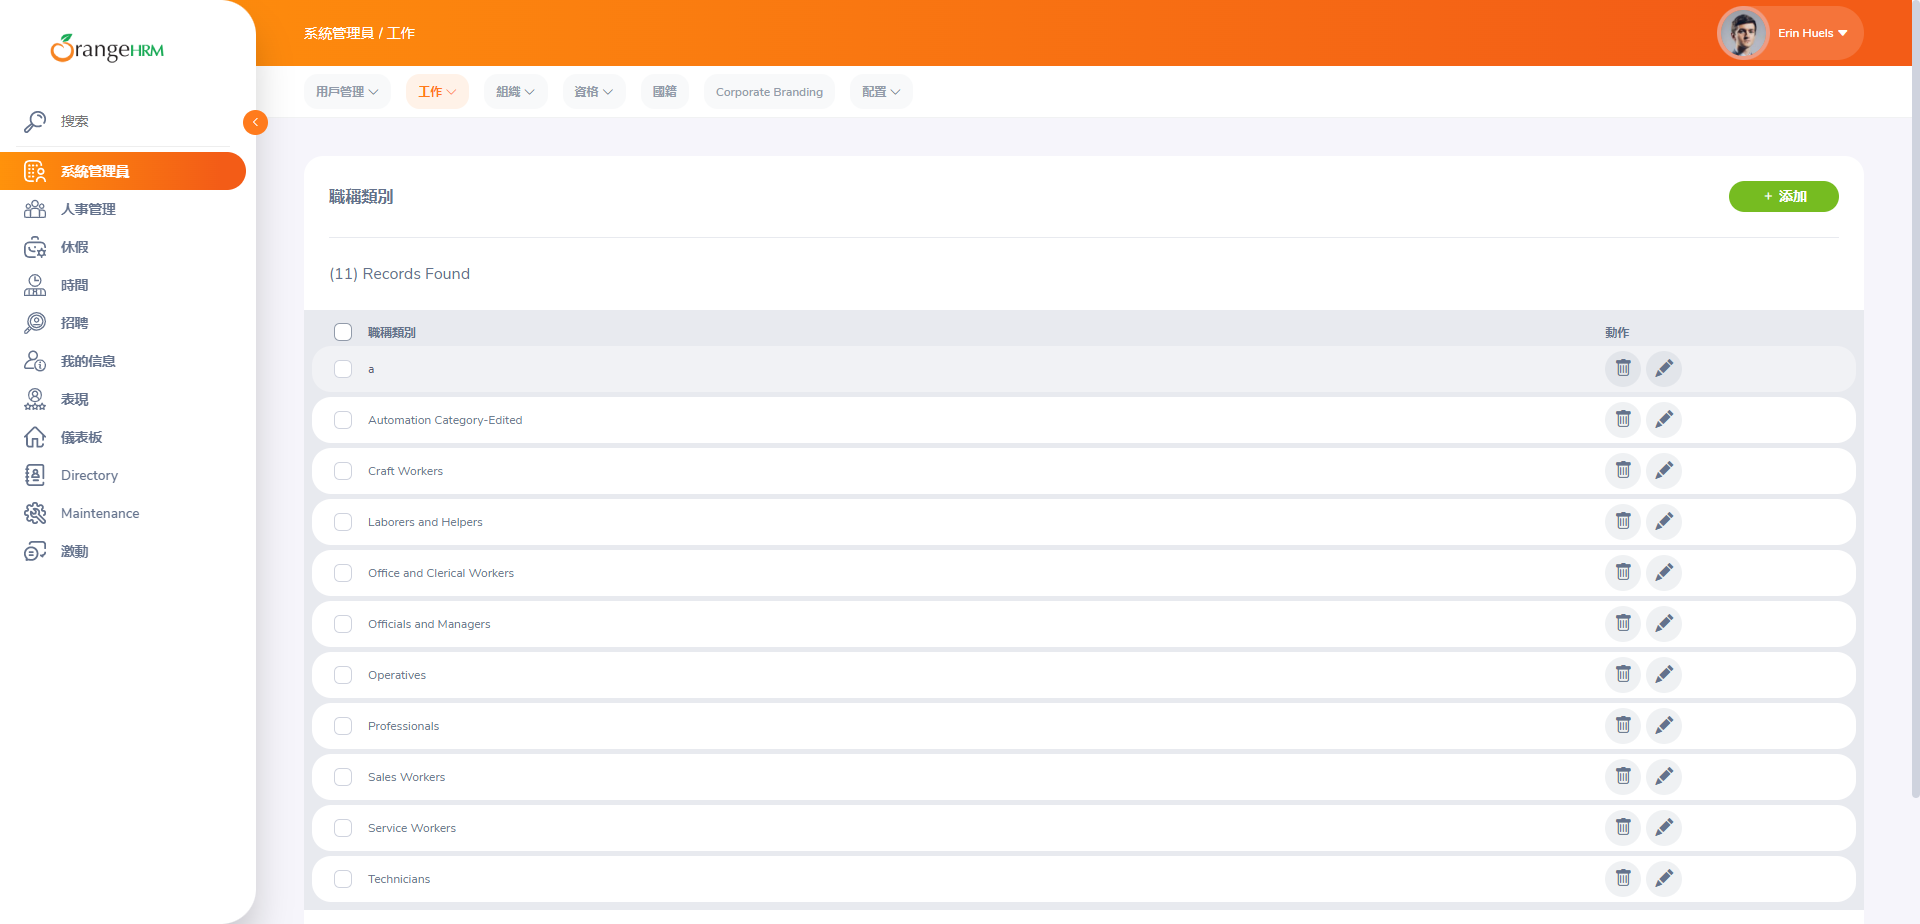 OrangeHRM
搜索
系統管理員
人事管理
休假
時間
招聘
我的信息
表現
儀表板
Directory
Maintenance
激動
系統管理員 / 工作
Erin Huels
用戶管理
工作
組織
資格
國籍
Corporate Branding
配置
職稱類別
+ 添加
(11) Records Found
職稱類別 動作
a
Automation Category-Edited
Craft Workers
Laborers and Helpers
Office and Clerical Workers
Officials and Managers
Operatives
Professionals
Sales Workers
Service Workers
Technicians